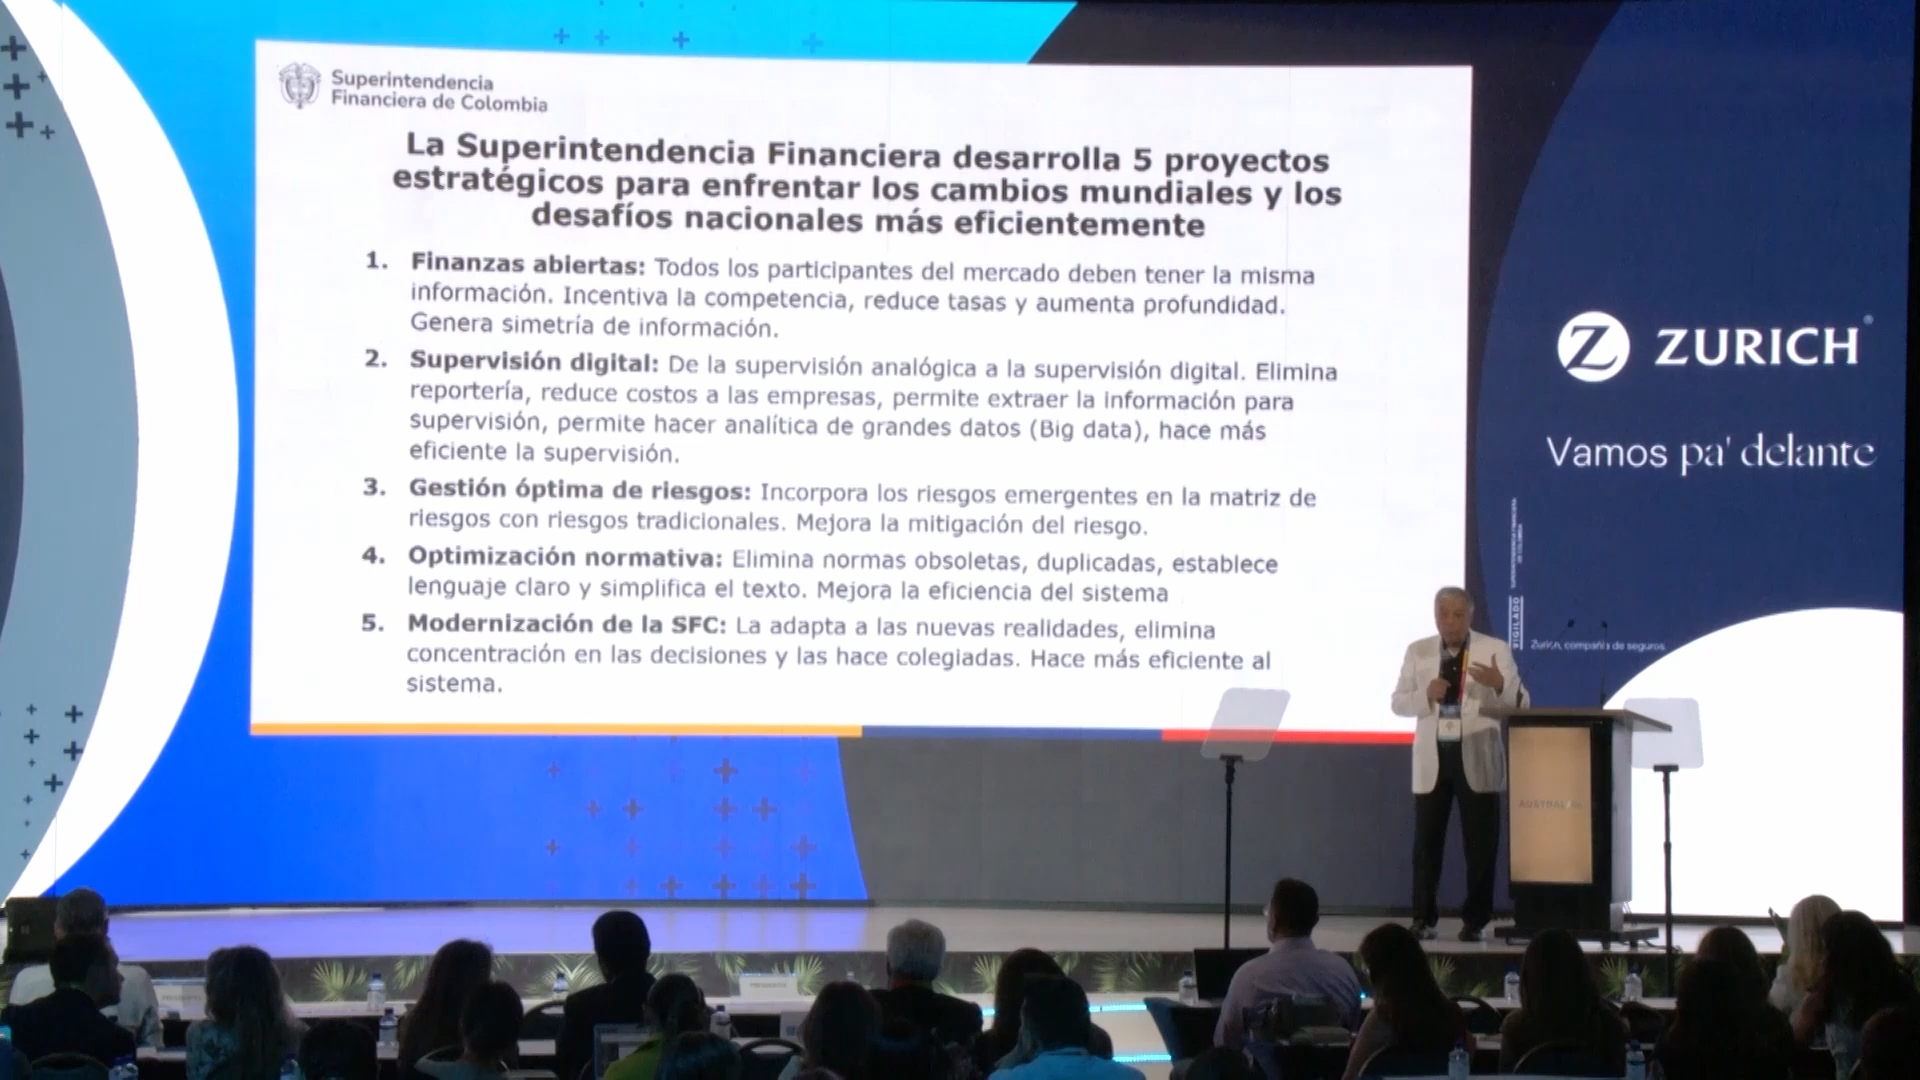 Superintendencia
Financiera de Colombia
La Superintendencia Financiera desarrolla 5 proyectos
estratégicos para enfrentar los cambios mundiales y los
desafíos nacionales más eficientemente
1. Finanzas abiertas: Todos los participantes del mercado deben tener la misma
información. Incentiva la competencia, reduce tasas y aumenta profundidad.
Genera simetría de información.
2. Supervisión digital: De la supervisión analógica a la supervisión digital. Elimina
reportería, reduce costos a las empresas, permite extraer la información para
supervisión, permite hacer analítica de grandes datos (Big data), hace más
eficiente la supervisión.
3. Gestión óptima de riesgos: Incorpora los riesgos emergentes en la matriz de
riesgos con riesgos tradicionales. Mejora la mitigación del riesgo.
4. Optimización normativa: Elimina normas obsoletas, duplicadas, establece
lenguaje claro y simplifica el texto. Mejora la eficiencia del sistema
5. Modernización de la SFC: La adapta a las nuevas realidades, elimina
concentración en las decisiones y las hace colegiadas. Hace más eficiente al
sistema.
Z ZURICH
Vamos pa' delante
VIGILADO SUPERINTENDENCIA FINANCIERA
DE COLOMBIA
Zurich, compañía de seguros